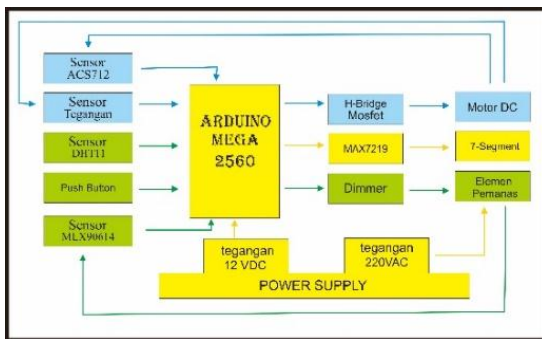 Sensor
ACS712
Sensor
Tegangan
Sensor
DHT11
Push Button
Sensor
MLX90614
ARDUINO
MEGA
2560
H-Bridge
Mosfet
MAX7219
Dimmer
Motor DC
7-Segment
Elemen
Pemanas
tegangan
12 VDC
tegangan
220VAC
POWER SUPPLY